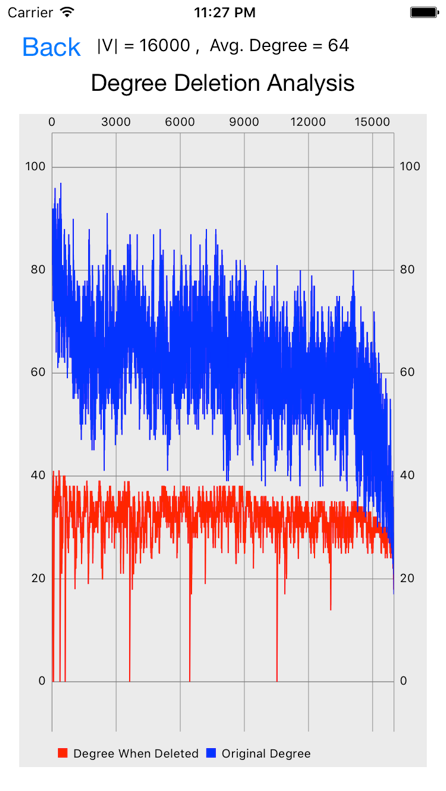 Carrier 11:27 PM
Back |V| = 16000 , Avg. Degree = 64
Degree Deletion Analysis
0 3000 6000 9000 12000 15000
100 100
80 80
60 60
40 40
20 20
0 0
Degree When Deleted Original Degree